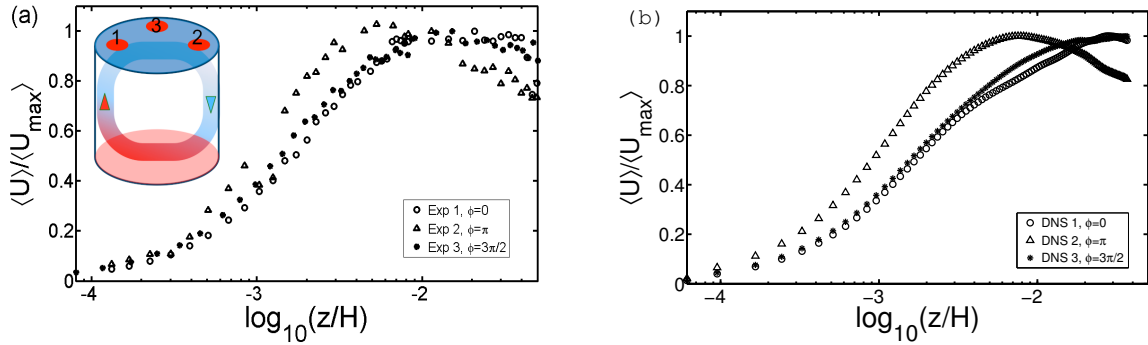 (a)
1
3
2
⟨U⟩/⟨U_max⟩
1
0.8
0.6
0.4
0.2
0
-4
-3
-2
log10(z/H)
Exp 1, ϕ=0
Exp 2, ϕ=π
Exp 3, ϕ=3π/2
(b)
⟨U⟩/⟨U_max⟩
1
0.8
0.6
0.4
0.2
0
-4
-3
-2
log10(z/H)
DNS 1, ϕ=0
DNS 2, ϕ=π
DNS 3, ϕ=3π/2